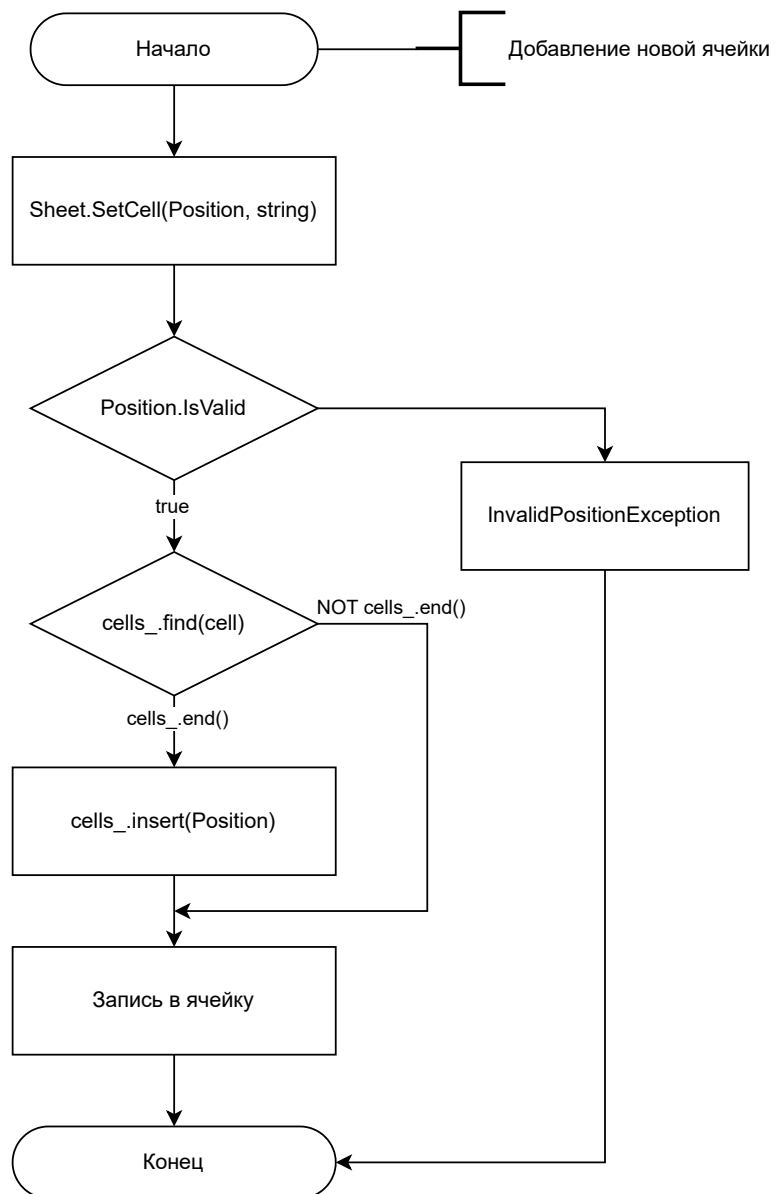 Начало
Добавление новой ячейки
Sheet.SetCell(Position, string)
Position.IsValid
InvalidPositionException
true
cells_.find(cell)
NOT cells_.end()
cells_.end()
cells_.insert(Position)
Запись в ячейку
Конец